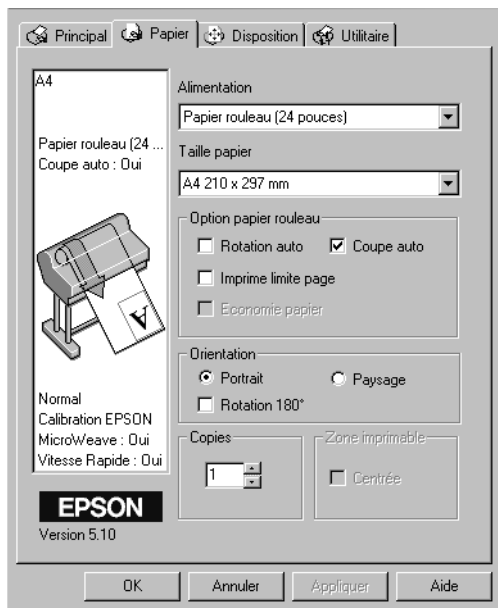 Principal
Papier
Disposition
Utilitaire
A4
Papier rouleau (24 ...
Coupe auto : Oui
A
Normal
Calibration EPSON
MicroWeave : Oui
Vitesse Rapide : Oui
EPSON
Version 5.10
Alimentation
Papier rouleau (24 pouces)
Taille papier
A4 210 x 297 mm
Option papier rouleau
Rotation auto
Coupe auto
Imprime limite page
Economie papier
Orientation
Portrait
Paysage
Rotation 180°
Copies
1
Zone imprimable
Centrée
OK
Annuler
Appliquer
Aide